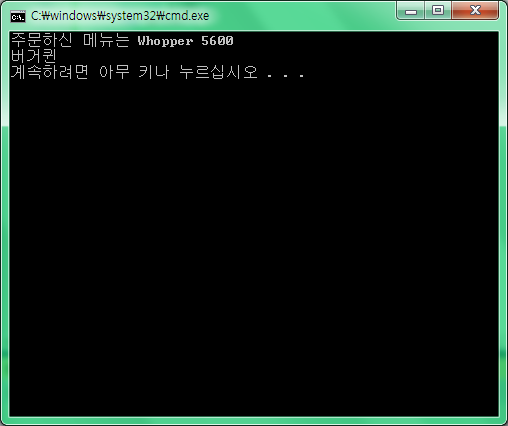 C:₩windows₩system32₩cmd.exe
주문하신 메뉴는 Whopper 5600
버거퀸
계속하려면 아무 키나 누르십시오 . . .